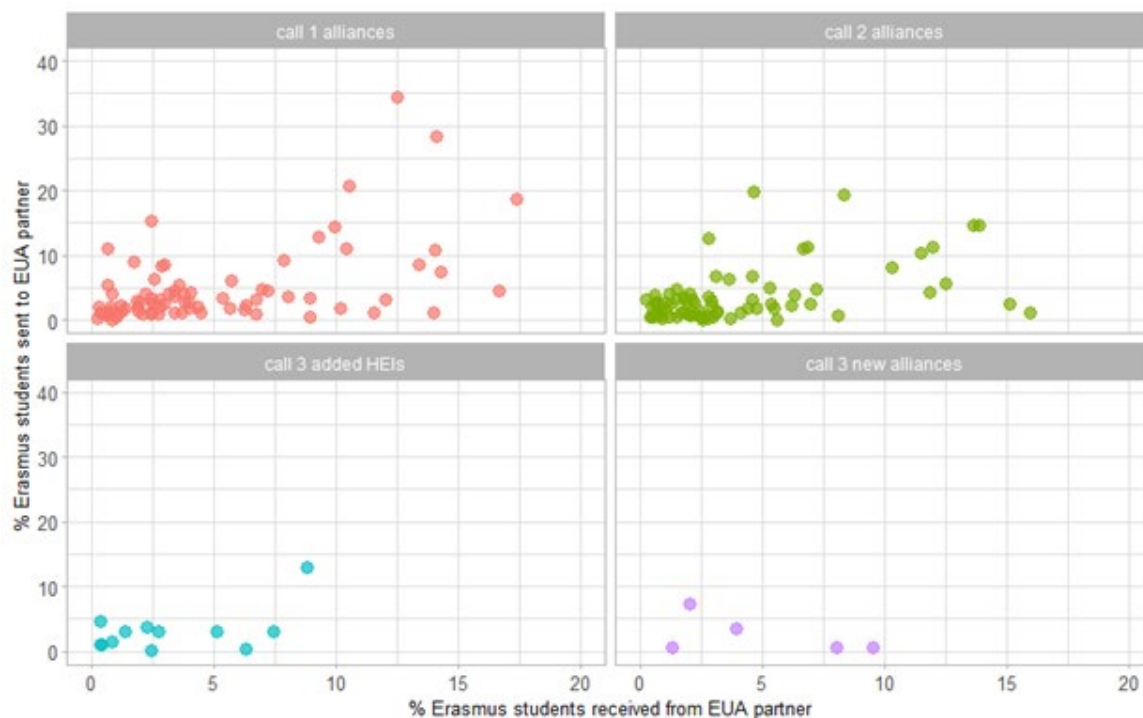 call 1 alliances
call 2 alliances
40
30
20
10
0
call 3 added HEIs
call 3 new alliances
40
30
20
10
0
% Erasmus students sent to EUA partner
0 5 10 15 20
0 5 10 15 20
% Erasmus students received from EUA partner